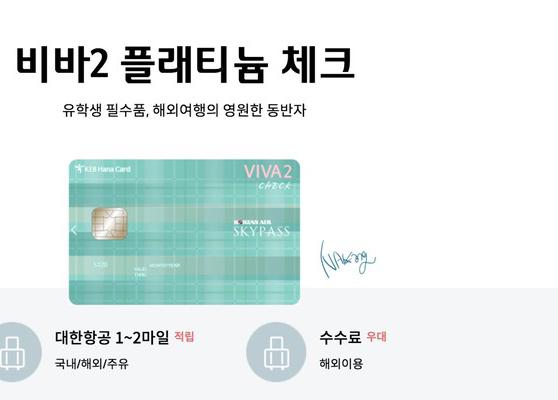 비바2 플래티늄 체크
유학생 필수품, 해외여행의 영원한 동반자
KEB Hana Card
VIVA2
CHECK
KOREAN AIR
SKYPASS
대한항공 1~2마일 적립
국내/해외/주유
수수료 우대
해외이용